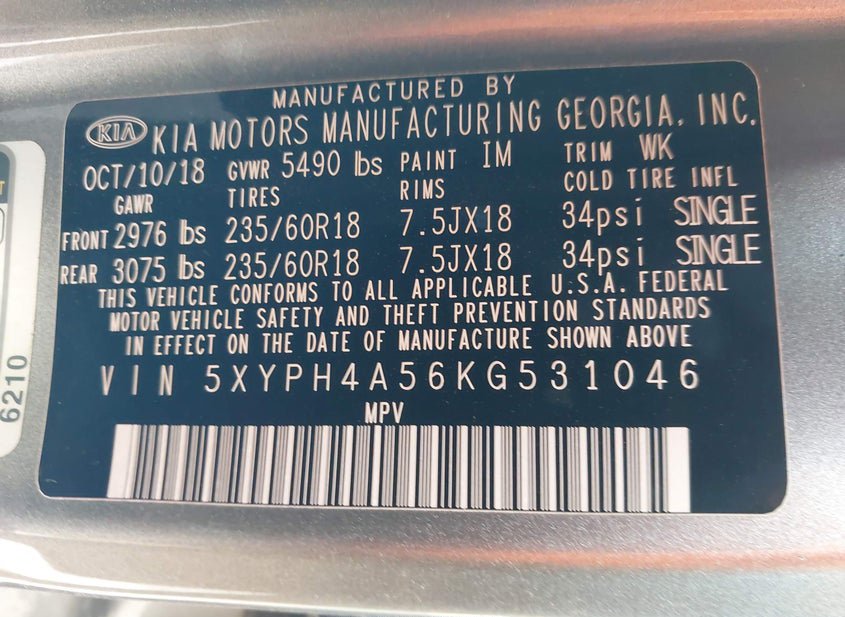 MANUFACTURED BY
KIA KIA MOTORS MANUFACTURING GEORGIA, INC.
OCT/10/18 GVWR 5490 lbs PAINT IM TRIM WK
GAWR TIRES RIMS COLD TIRE INFL
FRONT 2976 lbs 235/60R18 7.5JX18 34psi SINGLE
REAR 3075 lbs 235/60R18 7.5JX18 34psi SINGLE
THIS VEHICLE CONFORMS TO ALL APPLICABLE U.S.A. FEDERAL
MOTOR VEHICLE SAFETY AND THEFT PREVENTION STANDARDS
IN EFFECT ON THE DATE OF MANUFACTURE SHOWN ABOVE
VIN 5XYPH4A56KG531046
MPV
6210